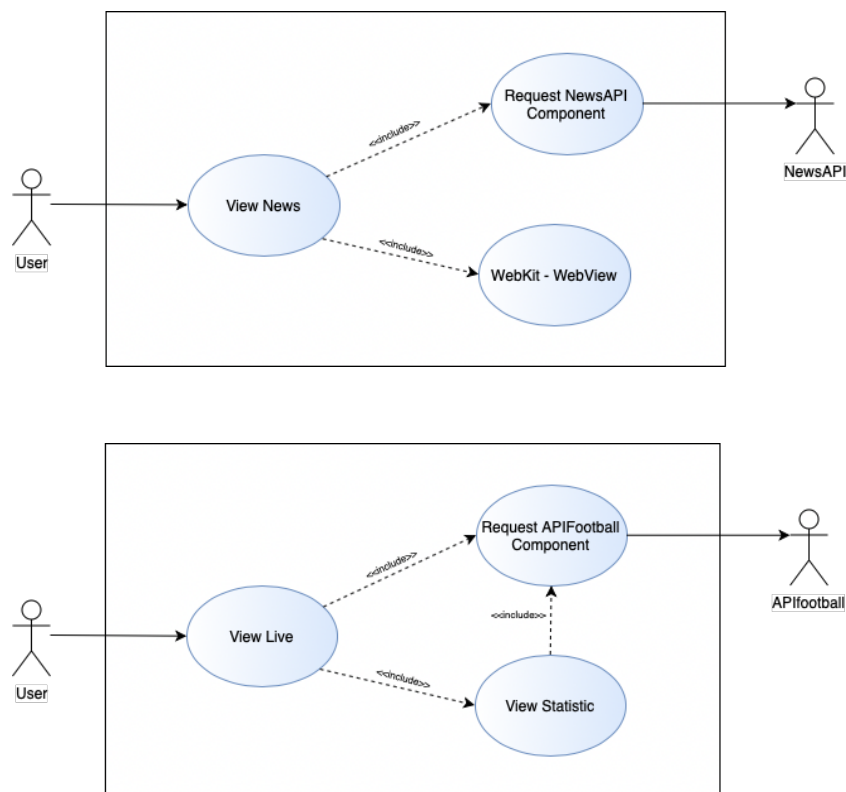 Request NewsAPI
Component
<<include>>
NewsAPI
View News
<<include>>
User
WebKit - WebView
Request APIFootball
Component
<<include>>
APIfootball
<<include>>
View Live
User
<<include>>
View Statistic